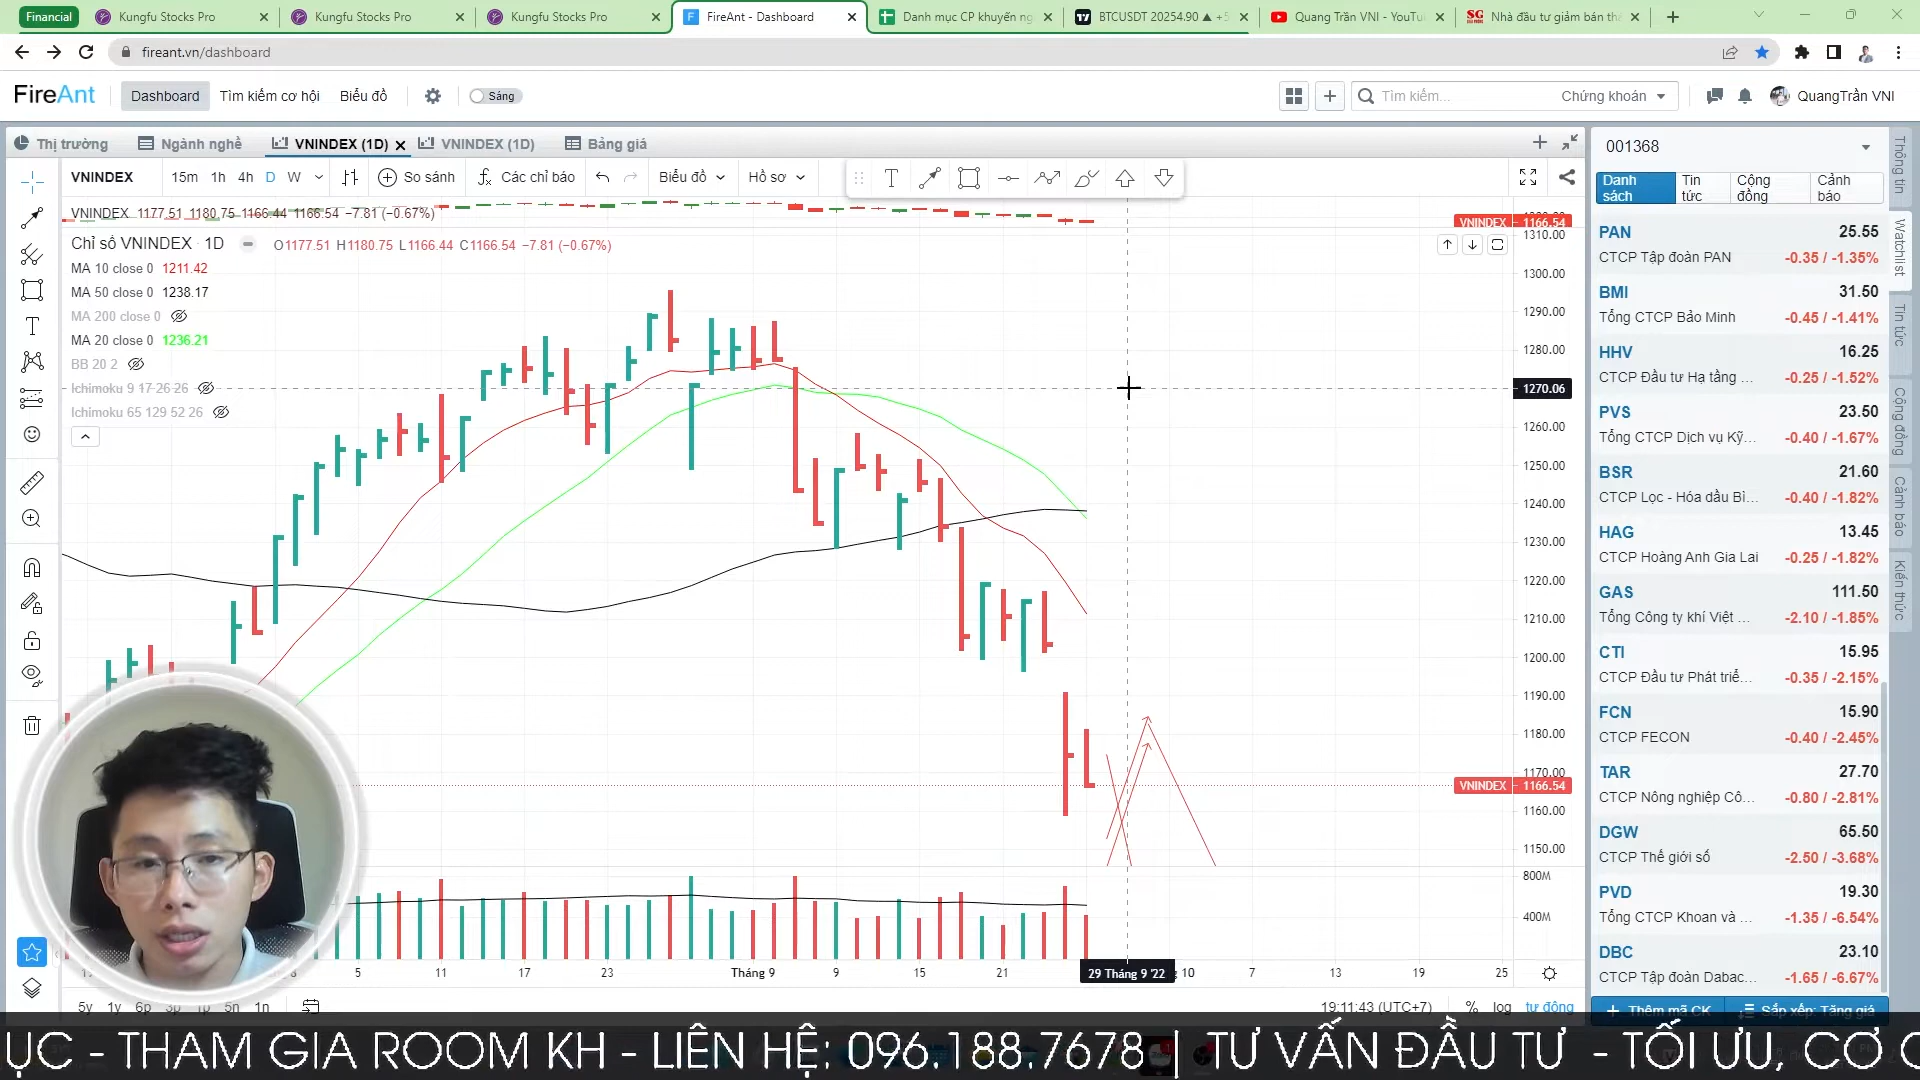 Financial
Kungfu Stocks Pro
Kungfu Stocks Pro
Kungfu Stocks Pro
FireAnt - Dashboard
Danh mục CP khuyến ng
BTCUSDT 20254.90 ▲ +5
Quang Trần VNI - YouTu
Nhà đầu tư giảm bán th
fireant.vn/dashboard
FireAnt
Dashboard
Tìm kiếm cơ hội
Biểu đồ
Sáng
Tìm kiếm...
Chứng khoán
QuangTrần VNI
Thị trường
Ngành nghề
VNINDEX (1D)
VNINDEX (1D)
Bảng giá
VNINDEX
15m
1h
4h
D
W
So sánh
Các chỉ báo
Biểu đồ
Hồ sơ
VNINDEX 1177.51 1180.75 1166.44 1166.54 −7.81 (−0.67%)
VNINDEX 1166.54
Chỉ số VNINDEX · 1D
O1177.51 H1180.75 L1166.44 C1166.54 −7.81 (−0.67%)
MA 10 close 0 1211.42
MA 50 close 0 1238.17
MA 200 close 0
MA 20 close 0 1236.21
BB 20 2
Ichimoku 9 17 26 26
Ichimoku 65 129 52 26
1310.00
1300.00
1290.00
1280.00
1270.06
1260.00
1250.00
1240.00
1230.00
1220.00
1210.00
1200.00
1190.00
1180.00
1170.00
VNINDEX 1166.54
1160.00
1150.00
800M
400M
5
11
17
23
Tháng 9
9
15
21
29 Tháng 9 '22
10
7
13
19
25
5y
1y
6p
3p
1p
5n
1n
19:11:43 (UTC+7)
%
log
tự động
001368
Danh sách
Tin tức
Cộng đồng
Cảnh báo
PAN 25.55
CTCP Tập đoàn PAN -0.35 / -1.35%
BMI 31.50
Tổng CTCP Bảo Minh -0.45 / -1.41%
HHV 16.25
CTCP Đầu tư Hạ tầng ... -0.25 / -1.52%
PVS 23.50
Tổng CTCP Dịch vụ Kỹ... -0.40 / -1.67%
BSR 21.60
CTCP Lọc - Hóa dầu Bì... -0.40 / -1.82%
HAG 13.45
CTCP Hoàng Anh Gia Lai -0.25 / -1.82%
GAS 111.50
Tổng Công ty khí Việt ... -2.10 / -1.85%
CTI 15.95
CTCP Đầu tư Phát triể... -0.35 / -2.15%
FCN 15.90
CTCP FECON -0.40 / -2.45%
TAR 27.70
CTCP Nông nghiệp Cô... -0.80 / -2.81%
DGW 65.50
CTCP Thế giới số -2.50 / -3.68%
PVD 19.30
Tổng CTCP Khoan và ... -1.35 / -6.54%
DBC 23.10
CTCP Tập đoàn Dabac... -1.65 / -6.67%
Thêm mã CK
Sắp xếp: Tăng giá
Thông tin
Watchlist
Tin tức
Cộng đồng
Cảnh báo
Kiến thức
ỤC - THAM GIA ROOM KH - LIÊN HỆ: 096.188.7678 | TƯ VẤN ĐẦU TƯ - TỐI ƯU, CƠ C